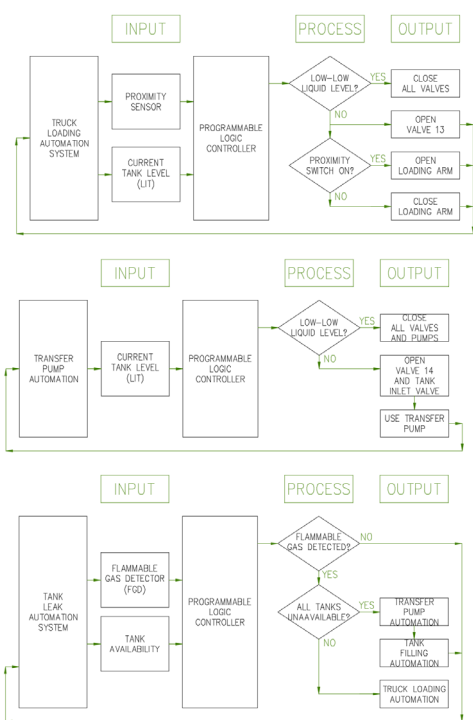 INPUT
PROCESS
OUTPUT
TRUCK
LOADING
AUTOMATION
SYSTEM
PROXIMITY
SENSOR
CURRENT
TANK LEVEL
(LIT)
PROGRAMMABLE
LOGIC
CONTROLLER
LOW-LOW
LIQUID LEVEL?
YES
NO
CLOSE
ALL VALVES
OPEN
VALVE 13
PROXIMITY
SWITCH ON?
YES
NO
OPEN
LOADING ARM
CLOSE
LOADING ARM
INPUT
PROCESS
OUTPUT
TRANSFER
PUMP
AUTOMATION
CURRENT
TANK LEVEL
(LIT)
PROGRAMMABLE
LOGIC
CONTROLLER
LOW-LOW
LIQUID LEVEL?
YES
NO
CLOSE
ALL VALVES
AND PUMPS
OPEN
VALVE 14
AND TANK
INLET VALVE
USE TRANSFER
PUMP
INPUT
PROCESS
OUTPUT
TANK
LEAK
AUTOMATION
SYSTEM
FLAMMABLE
GAS DETECTOR
(FGD)
TANK
AVAILABILITY
PROGRAMMABLE
LOGIC
CONTROLLER
FLAMMABLE
GAS DETECTED?
NO
YES
ALL TANKS
UNAAVAILABLE?
YES
NO
TRANSFER
PUMP
AUTOMATION
TANK
FILLING
AUTOMATION
TRUCK LOADING
AUTOMATION